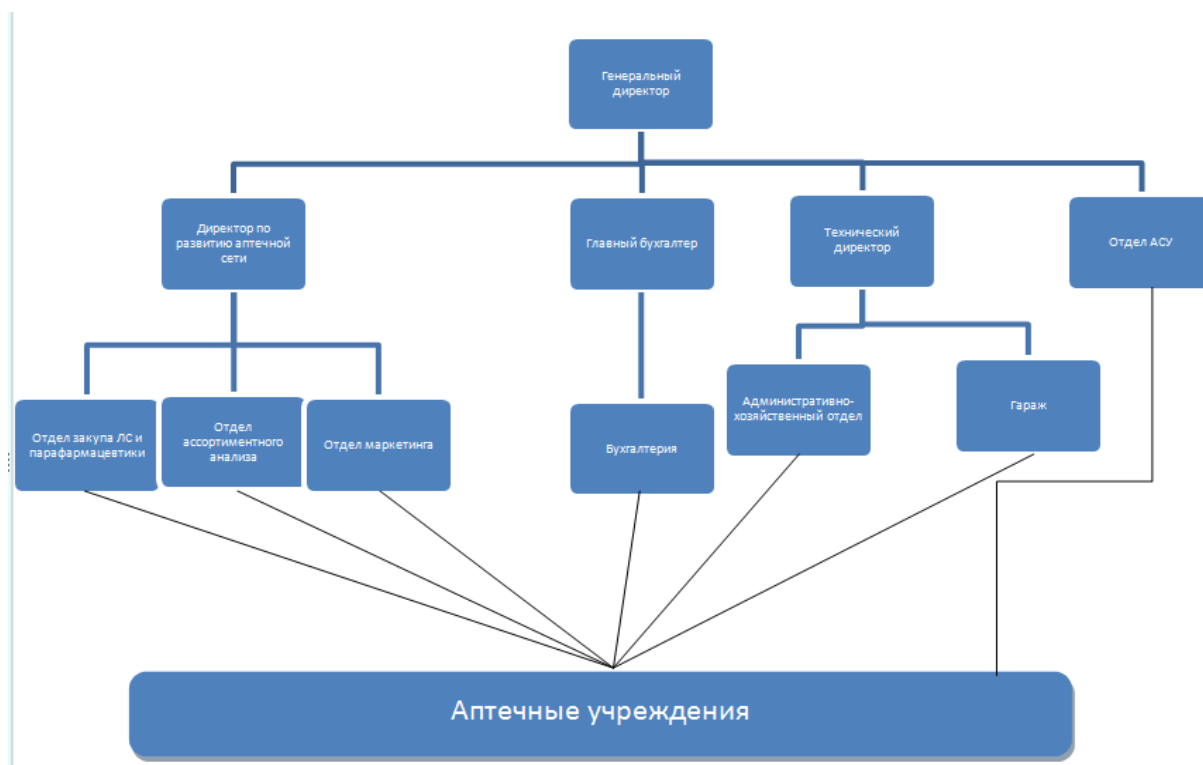 Генеральный
директор
Директор по
развитию аптечной
сети
Главный бухгалтер
Технический
директор
Отдел АСУ
Отдел закупа ЛС и
парафармацевтики
Отдел
ассортиментного
анализа
Отдел маркетинга
Бухгалтерия
Административно-
хозяйственный отдел
Гараж
Аптечные учреждения